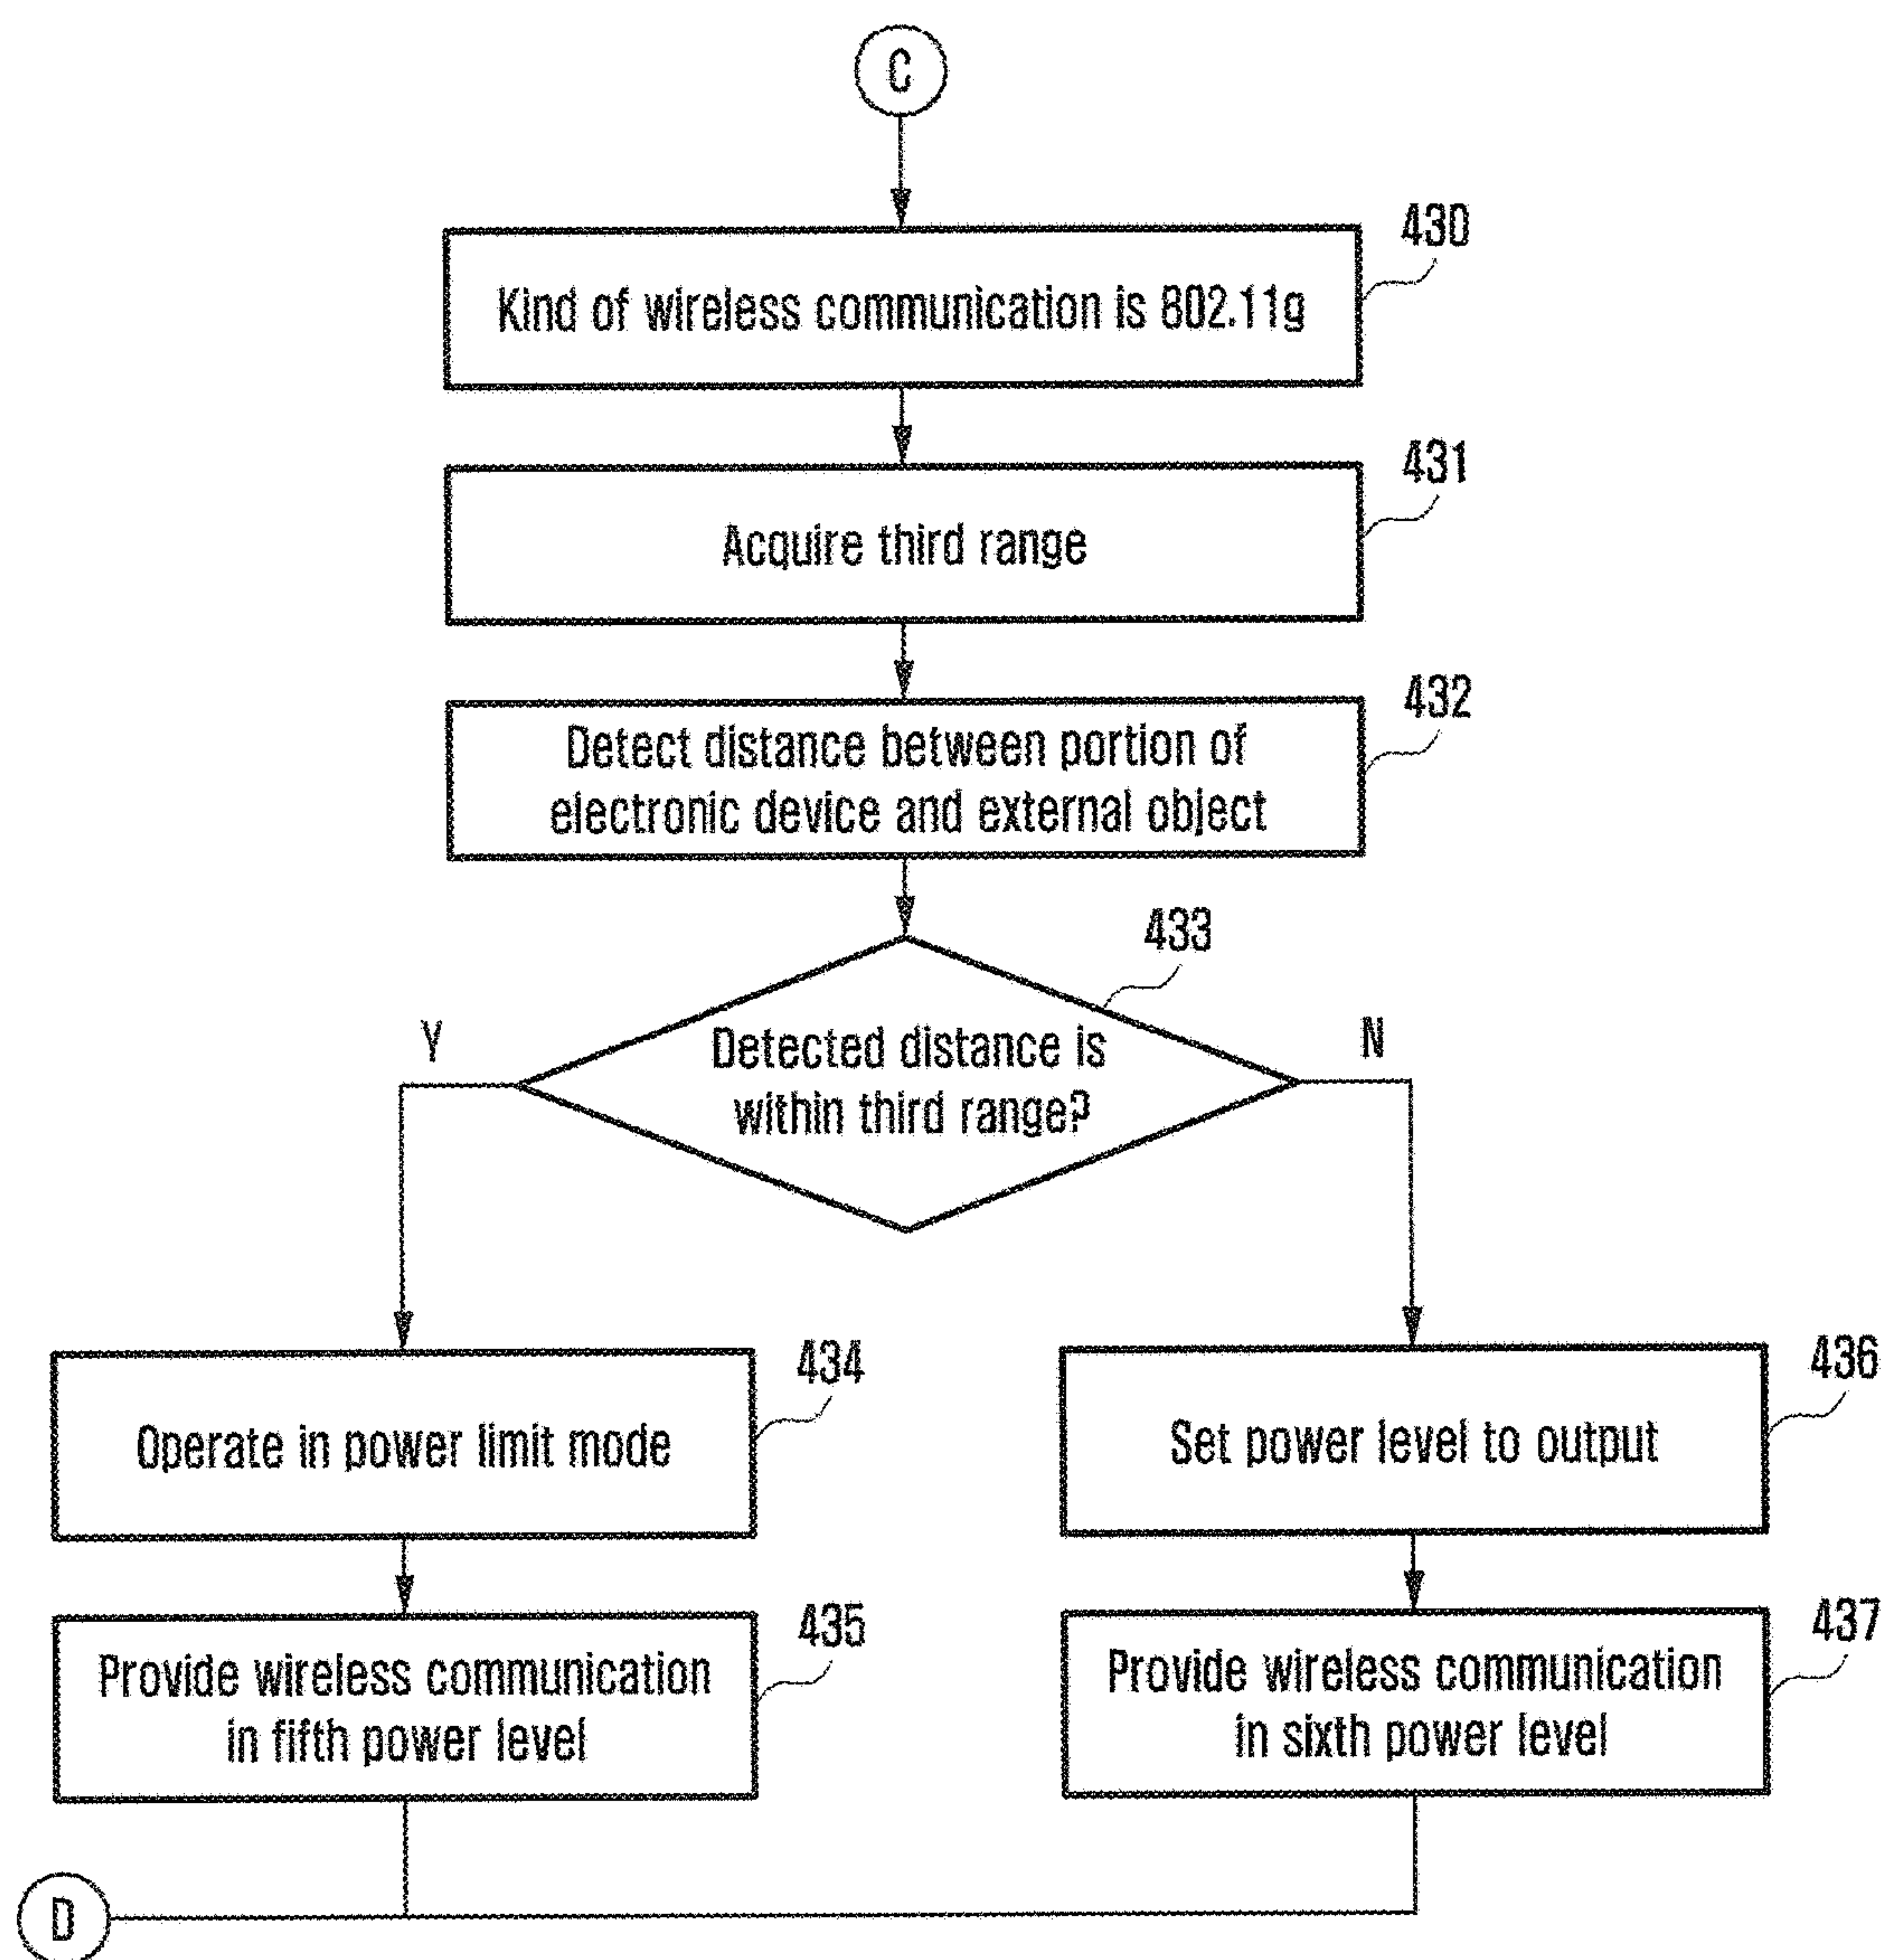 C
430
Kind of wireless communication is 802.11g
431
Acquire third range
432
Detect distance between portion of
electronic device and external object
433
Y
N
Detected distance is
within third range?
434
436
Operate in power limit mode
Set power level to output
435
437
Provide wireless communication
in fifth power level
Provide wireless communication
in sixth power level
D